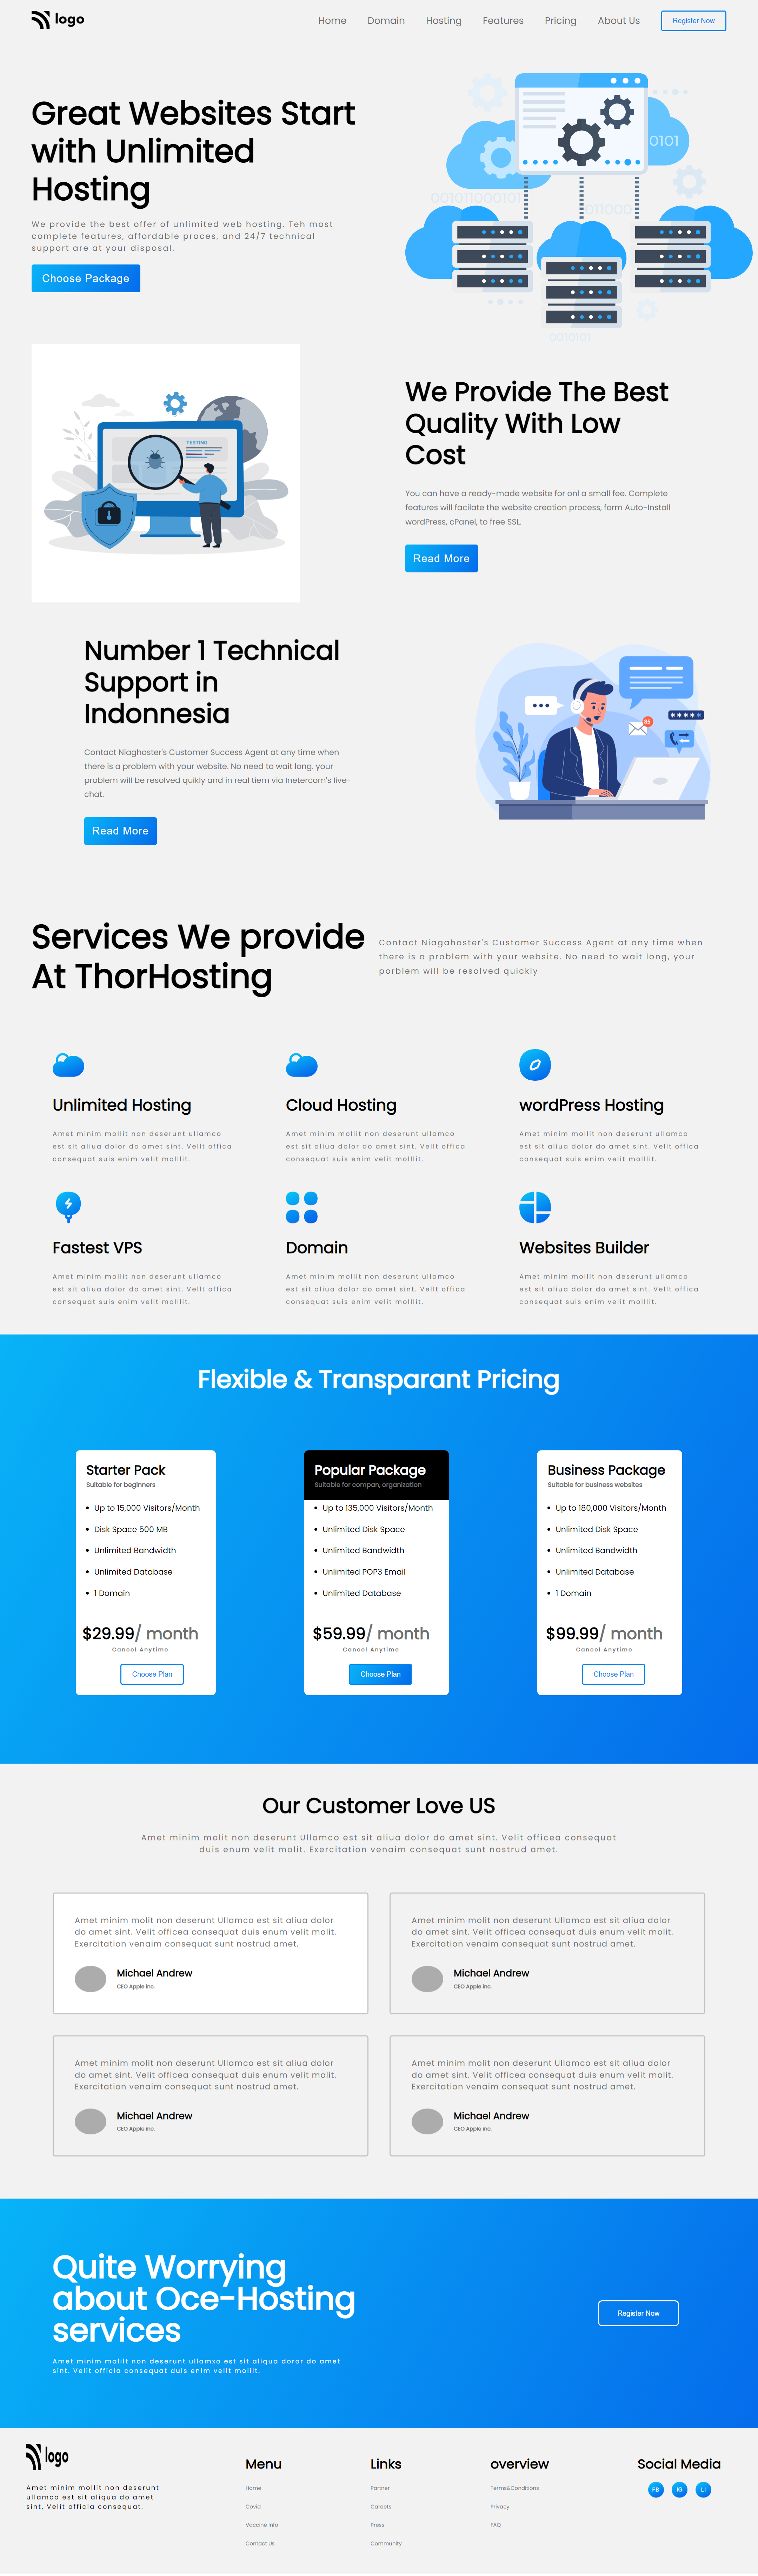 logo
Home Domain Hosting Features Pricing About Us Register Now
Great Websites Start
with Unlimited
Hosting
We provide the best offer of unlimited web hosting. Teh most
complete features, affordable proces, and 24/7 technical
support are at your disposal.
Choose Package
0101
001011000101
011000
0010101
TESTING
We Provide The Best
Quality With Low
Cost
You can have a ready-made website for onl a small fee. Complete
features will facilate the website creation process, form Auto-Install
wordPress, cPanel, to free SSL.
Read More
Number 1 Technical
Support in
Indonnesia
Contact Niaghoster's Customer Success Agent at any time when
there is a problem with your website. No need to wait long. your
problem will be resolved quikly and in real tiem via Inetercom's live-
chat.
Read More
85
Services We provide
At ThorHosting
Contact Niagahoster's Customer Success Agent at any time when
there is a problem with your website. No need to wait long, your
porblem will be resolved quickly
Unlimited Hosting
Amet minim mollit non deserunt ullamco
est sit aliua dolor do amet sint. Vellt offica
consequat suis enim velit molllit.
Cloud Hosting
Amet minim mollit non deserunt ullamco
est sit aliua dolor do amet sint. Vellt offica
consequat suis enim velit molllit.
wordPress Hosting
Amet minim mollit non deserunt ullamco
est sit aliua dolor do amet sint. Vellt offica
consequat suis enim velit molllit.
Fastest VPS
Amet minim mollit non deserunt ullamco
est sit aliua dolor do amet sint. Vellt offica
consequat suis enim velit molllit.
Domain
Amet minim mollit non deserunt ullamco
est sit aliua dolor do amet sint. Vellt offica
consequat suis enim velit molllit.
Websites Builder
Amet minim mollit non deserunt ullamco
est sit aliua dolor do amet sint. Vellt offica
consequat suis enim velit molllit.
Flexible & Transparant Pricing
Starter Pack
Suitable for beginners
• Up to 15,000 Visitors/Month
• Disk Space 500 MB
• Unlimited Bandwidth
• Unlimited Database
• 1 Domain
$29.99/ month
Cancel Anytime
Choose Plan
Popular Package
Suitable for compan, organization
• Up to 135,000 Visitors/Month
• Unlimited Disk Space
• Unlimited Bandwidth
• Unlimited POP3 Email
• Unlimited Database
$59.99/ month
Cancel Anytime
Choose Plan
Business Package
Suitable for business websites
• Up to 180,000 Visitors/Month
• Unlimited Disk Space
• Unlimited Bandwidth
• Unlimited Database
• 1 Domain
$99.99/ month
Cancel Anytime
Choose Plan
Our Customer Love US
Amet minim molit non deserunt Ullamco est sit aliua dolor do amet sint. Velit officea consequat
duis enum velit molit. Exercitation venaim consequat sunt nostrud amet.
Amet minim molit non deserunt Ullamco est sit aliua dolor
do amet sint. Velit officea consequat duis enum velit molit.
Exercitation venaim consequat sunt nostrud amet.
Michael Andrew
CEO Apple Inc.
Amet minim molit non deserunt Ullamco est sit aliua dolor
do amet sint. Velit officea consequat duis enum velit molit.
Exercitation venaim consequat sunt nostrud amet.
Michael Andrew
CEO Apple Inc.
Amet minim molit non deserunt Ullamco est sit aliua dolor
do amet sint. Velit officea consequat duis enum velit molit.
Exercitation venaim consequat sunt nostrud amet.
Michael Andrew
CEO Apple Inc.
Amet minim molit non deserunt Ullamco est sit aliua dolor
do amet sint. Velit officea consequat duis enum velit molit.
Exercitation venaim consequat sunt nostrud amet.
Michael Andrew
CEO Apple Inc.
Quite Worrying
about Oce-Hosting
services
Amet minim malilt non deserunt ullamxo est sit aliqua doror do amet
sint. Velit officia consequat duis enim velit mollit.
Register Now
logo
Amet minim mollit non deserunt
ullamco est sit aliqua do amet
sint, Velit officia consequat.
Menu
Home
Covid
Vaccine Info
Contact Us
Links
Partner
Careets
Press
Community
overview
Terms&Conditions
Privacy
FAQ
Social Media
FB IG LI